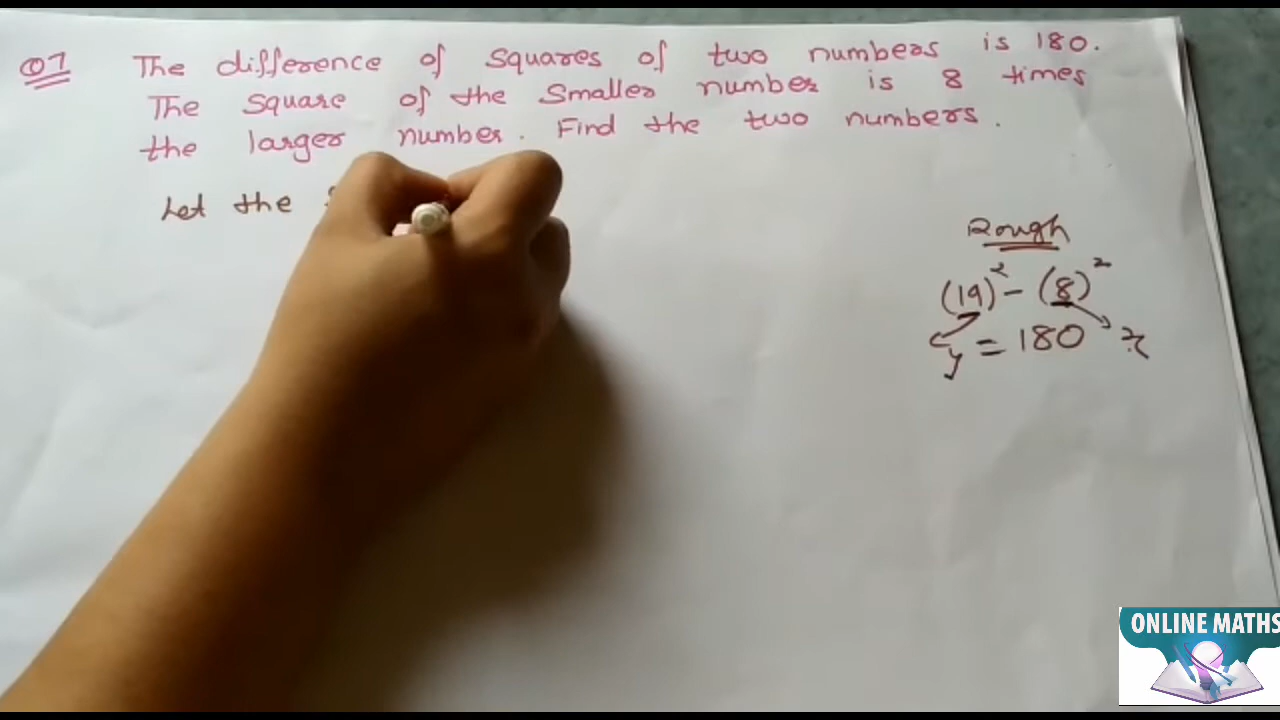 Q7 The difference of squares of two numbers is 180.
The square of the smaller number is 8 times
the larger number. Find the two numbers.
Let the
Rough
(19)² - (8)²
y = 180 x
ONLINE MATHS